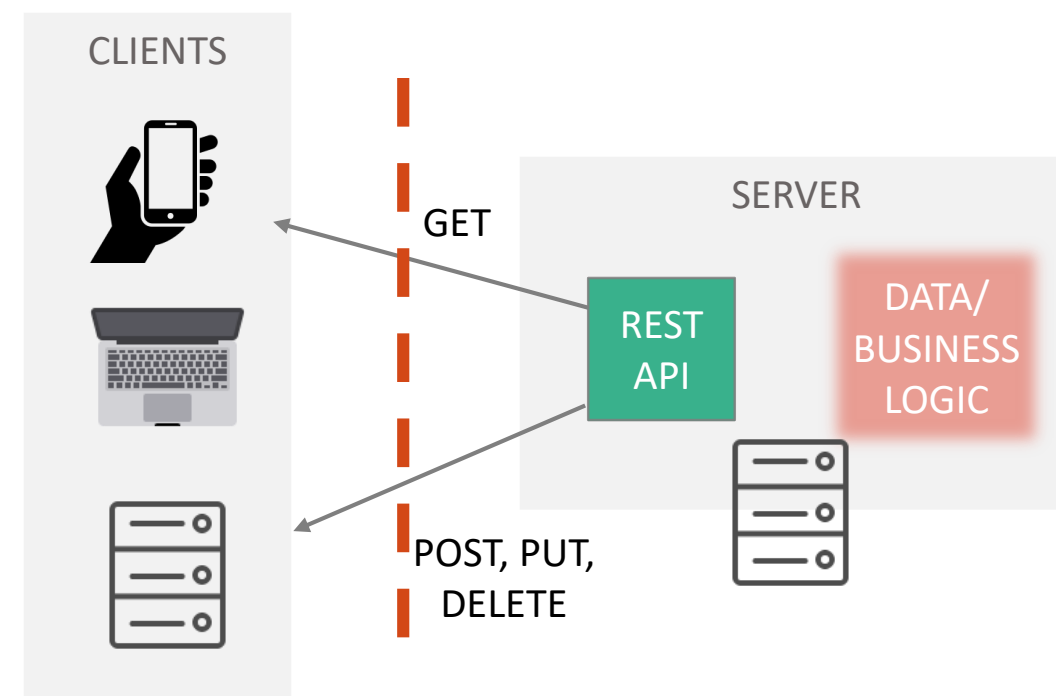 CLIENTS
SERVER
GET
REST
API
DATA/
BUSINESS
LOGIC
POST, PUT,
DELETE